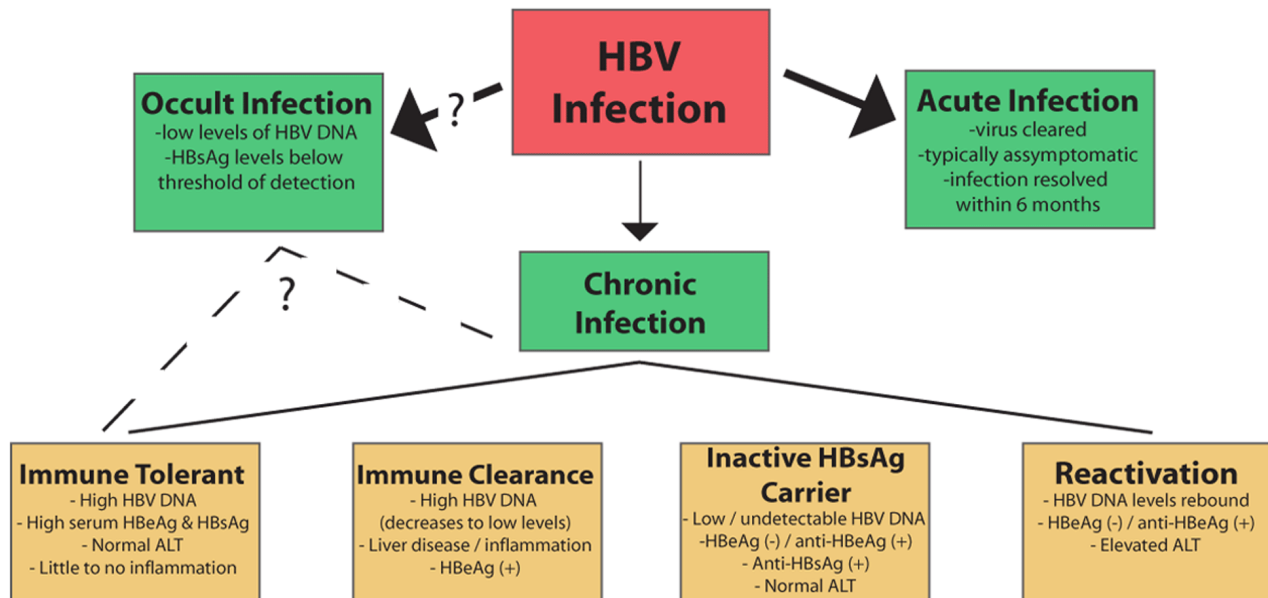 HBV
Infection
Occult Infection
-low levels of HBV DNA
-HBsAg levels below
threshold of detection
?
Acute Infection
-virus cleared
-typically assymptomatic
-infection resolved
within 6 months
?
Chronic
Infection
Immune Tolerant
- High HBV DNA
- High serum HBeAg & HBsAg
- Normal ALT
- Little to no inflammation
Immune Clearance
- High HBV DNA
(decreases to low levels)
- Liver disease / inflammation
- HBeAg (+)
Inactive HBsAg
Carrier
- Low / undetectable HBV DNA
-HBeAg (-) / anti-HBeAg (+)
- Anti-HBsAg (+)
- Normal ALT
Reactivation
- HBV DNA levels rebound
- HBeAg (-) / anti-HBeAg (+)
- Elevated ALT